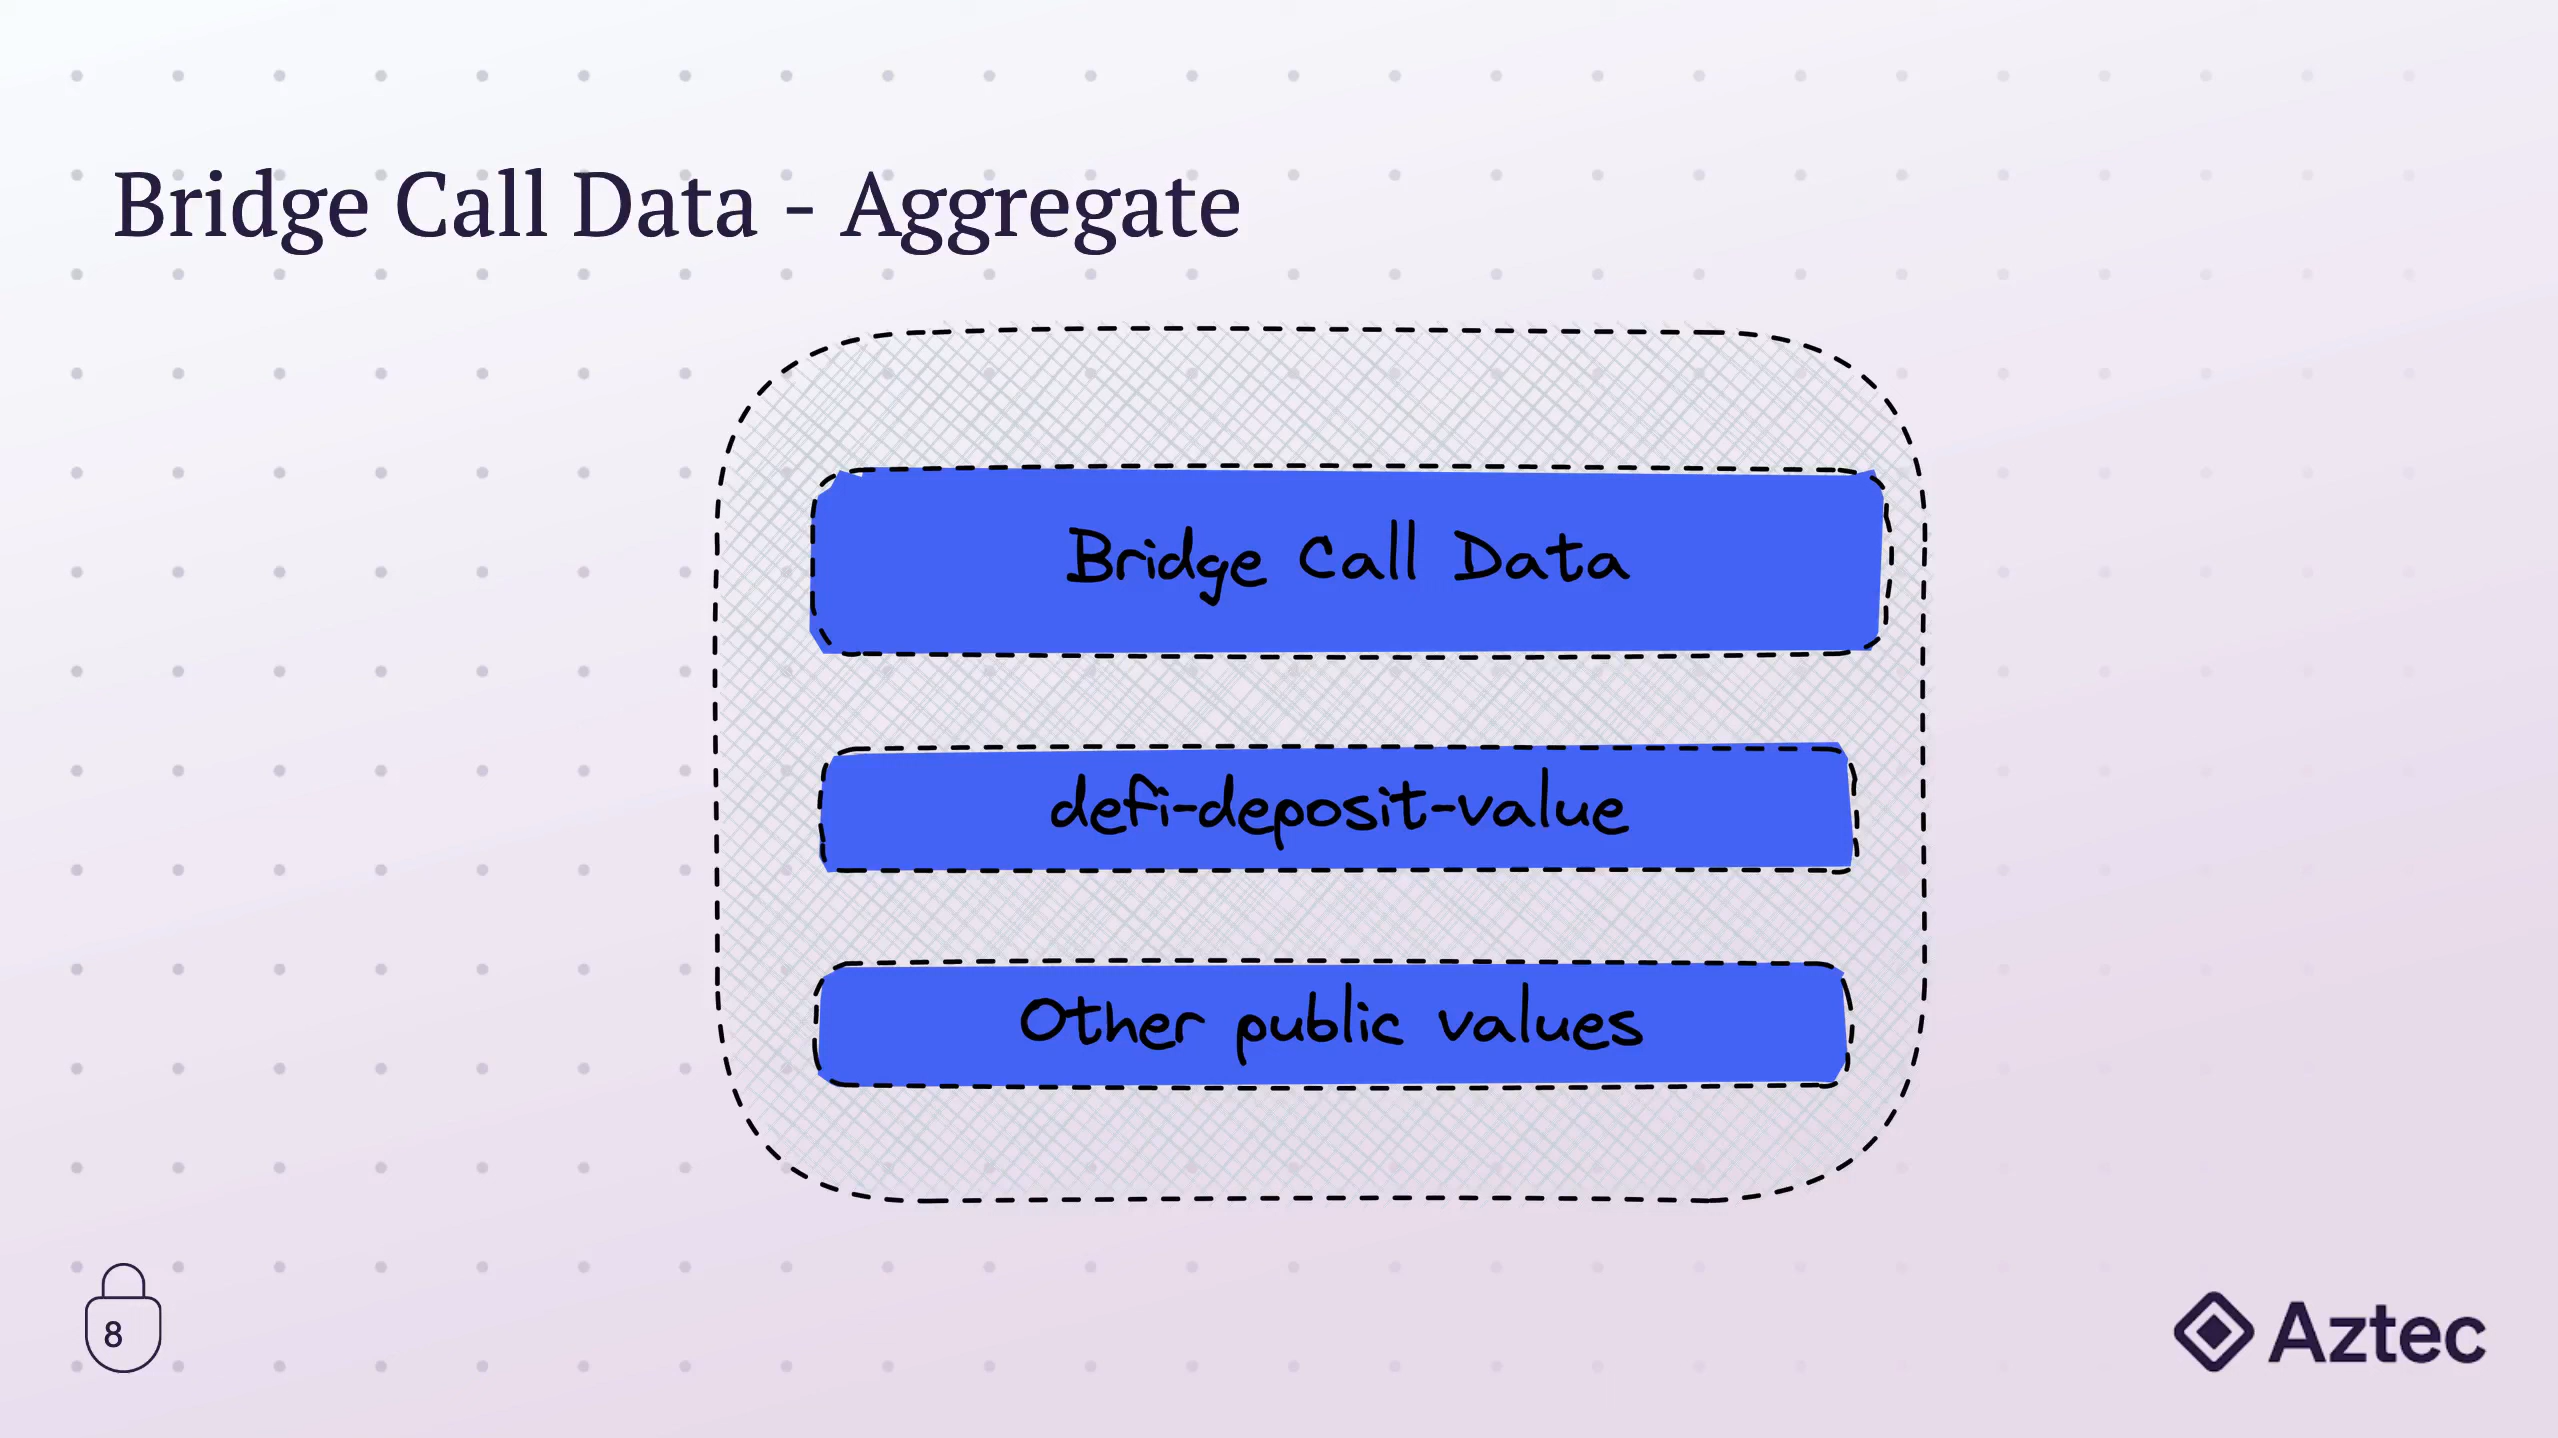 Bridge Call Data - Aggregate
Bridge Call Data
defi-deposit-value
Other public values
8
Aztec